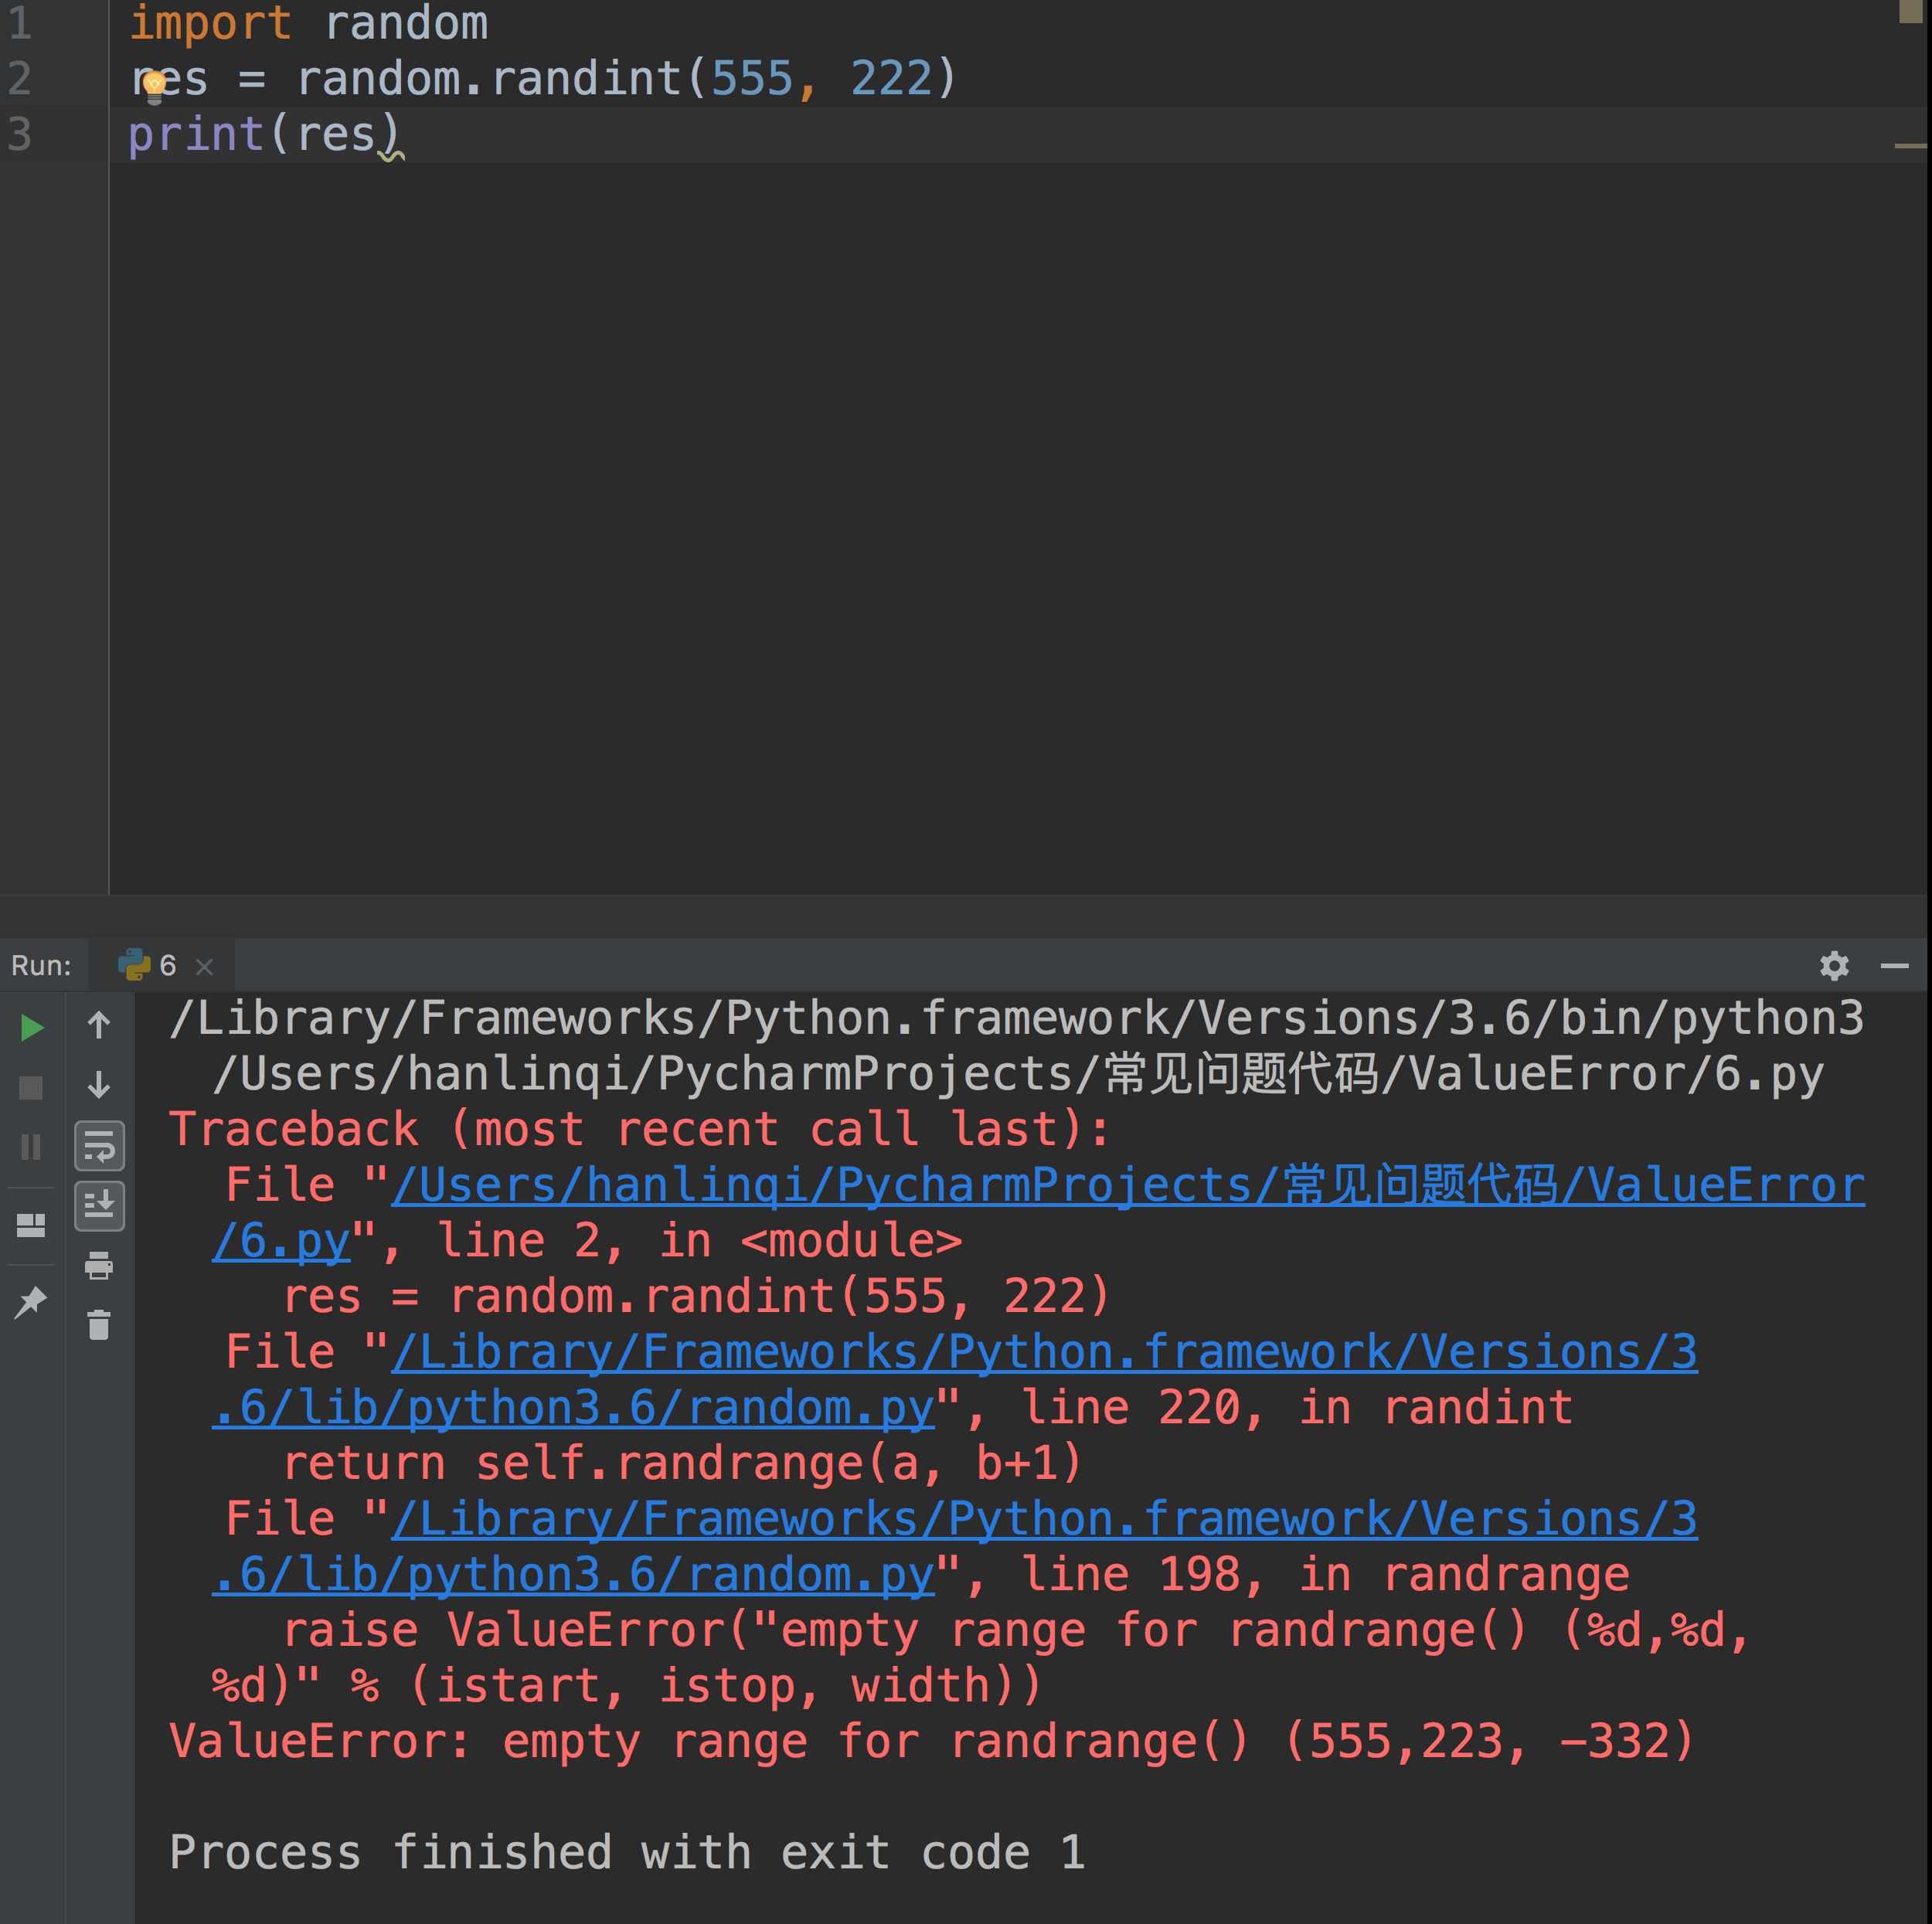 1 import random
2 res = random.randint(555, 222)
3 print(res)
Run: 6 ×
/Library/Frameworks/Python.framework/Versions/3.6/bin/python3
/Users/hanlinqi/PycharmProjects/常见问题代码/ValueError/6.py
Traceback (most recent call last):
File "/Users/hanlinqi/PycharmProjects/常见问题代码/ValueError
/6.py", line 2, in <module>
res = random.randint(555, 222)
File "/Library/Frameworks/Python.framework/Versions/3
.6/lib/python3.6/random.py", line 220, in randint
return self.randrange(a, b+1)
File "/Library/Frameworks/Python.framework/Versions/3
.6/lib/python3.6/random.py", line 198, in randrange
raise ValueError("empty range for randrange() (%d,%d,
%d)" % (istart, istop, width))
ValueError: empty range for randrange() (555,223, -332)
Process finished with exit code 1